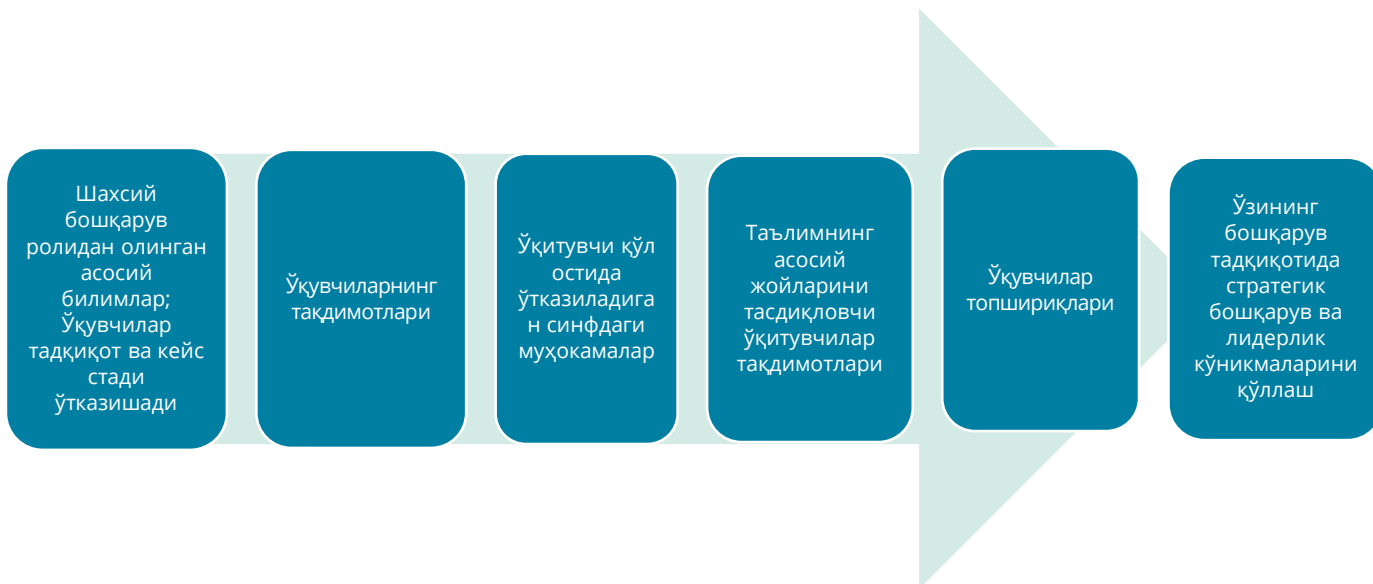 Шахсий
бошқарув
ролидан олинган
асосий
билимлар;
Ўқувчилар
тадқиқот ва кейс
стади
ўтказишади
Ўқувчиларнинг
тақдимотлари
Ўқитувчи қўл
остида
ўтказиладига
н синфдаги
муҳокамалар
Таълимнинг
асосий
жойларини
тасдиқловчи
ўқитувчилар
тақдимотлари
Ўқувчилар
топшириқлари
Ўзининг
бошқарув
тадқиқотида
стратегик
бошқарув ва
лидерлик
кўникмаларини
қўллаш